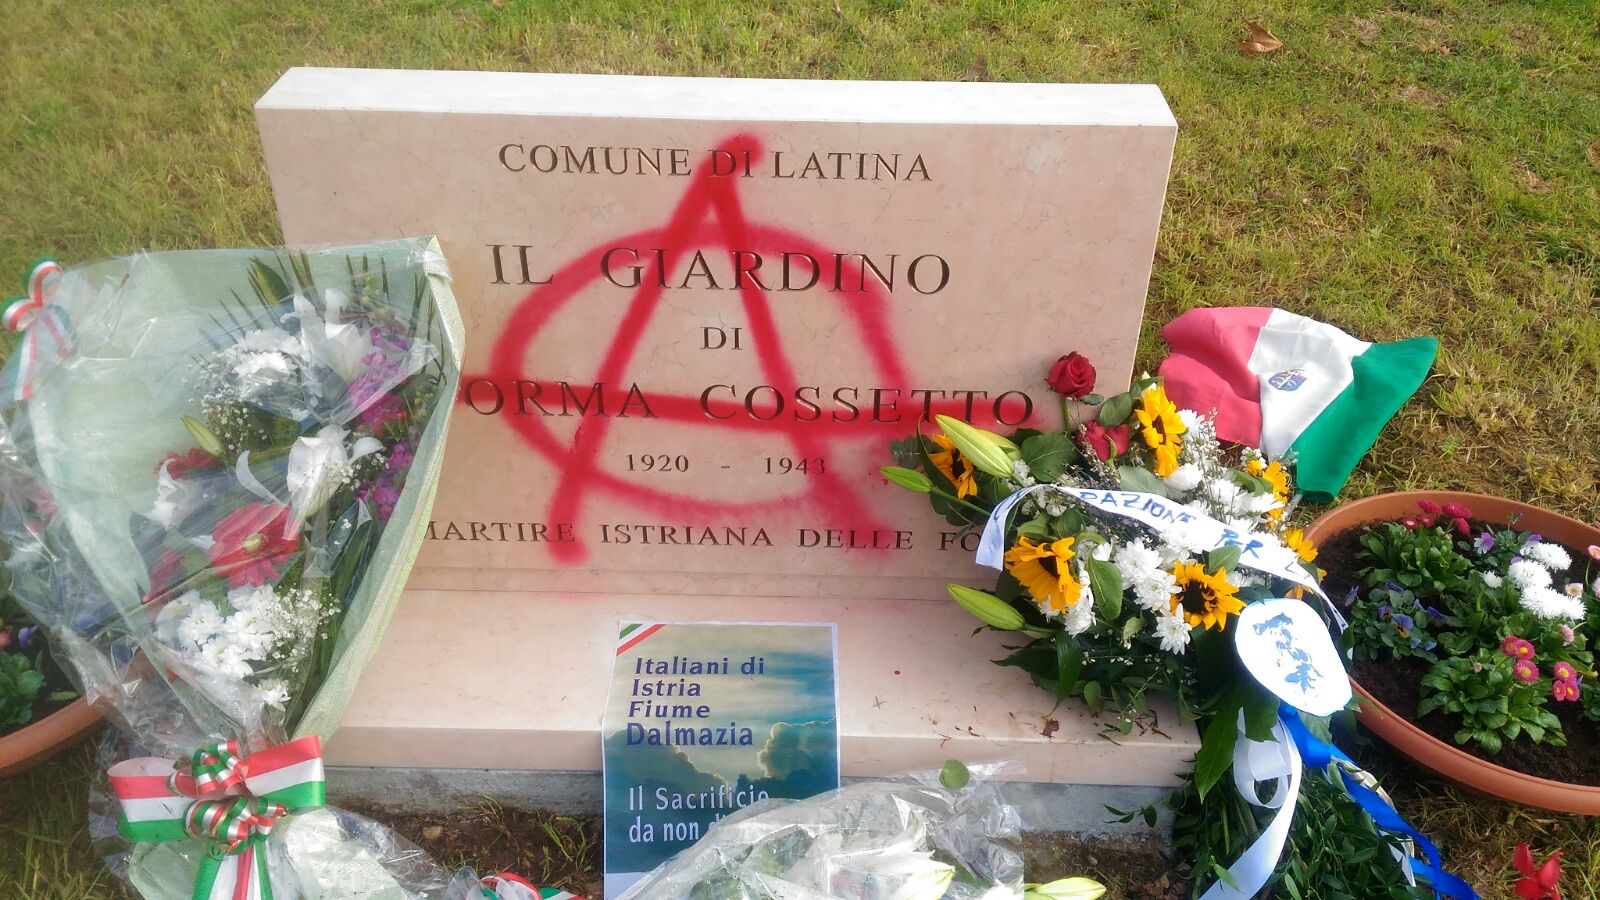 COMUNE DI LATINA
IL GIARDINO
DI
ORMA COSSETTO
1920 - 1943
MARTIRE ISTRIANA DELLE FO
Italiani di
Istria
Fiume
Dalmazia
Il Sacrificio
da non d